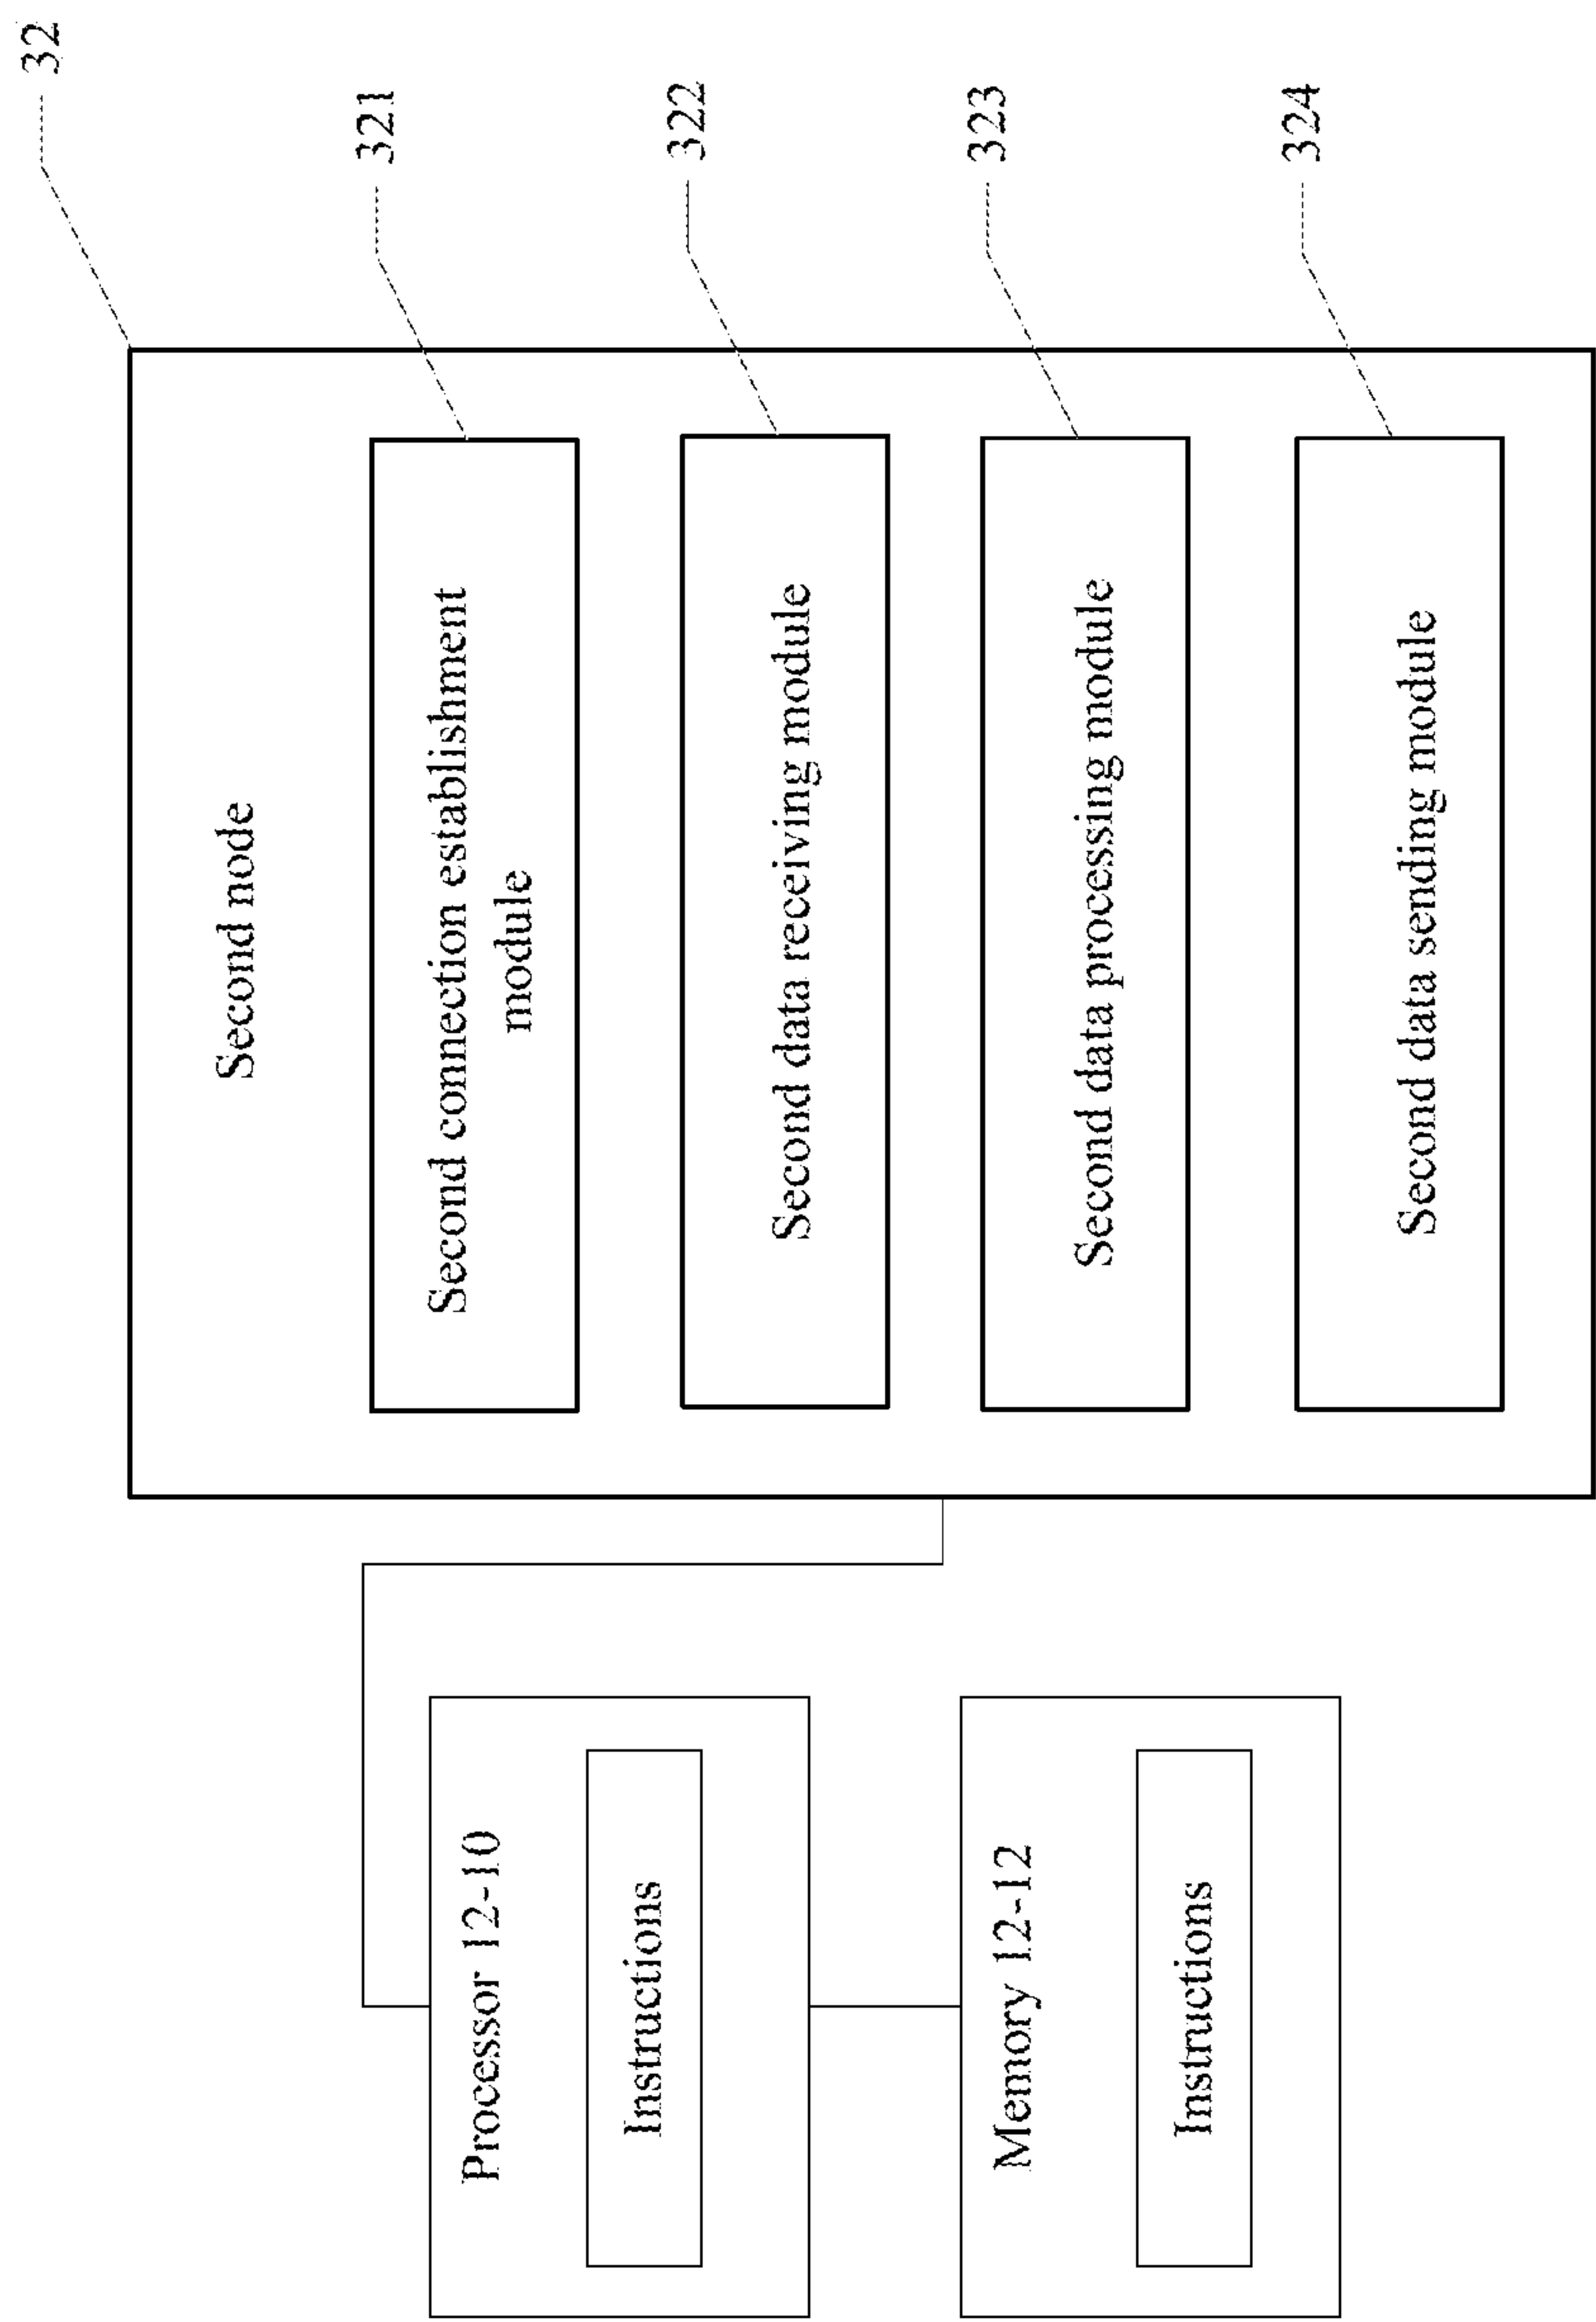 32
Second node
321
Second connection establishment
module
322
Second data receiving module
323
Second data processing module
324
Second data sending module
Processor 12-10
Instructions
Memory 12-12
Instructions